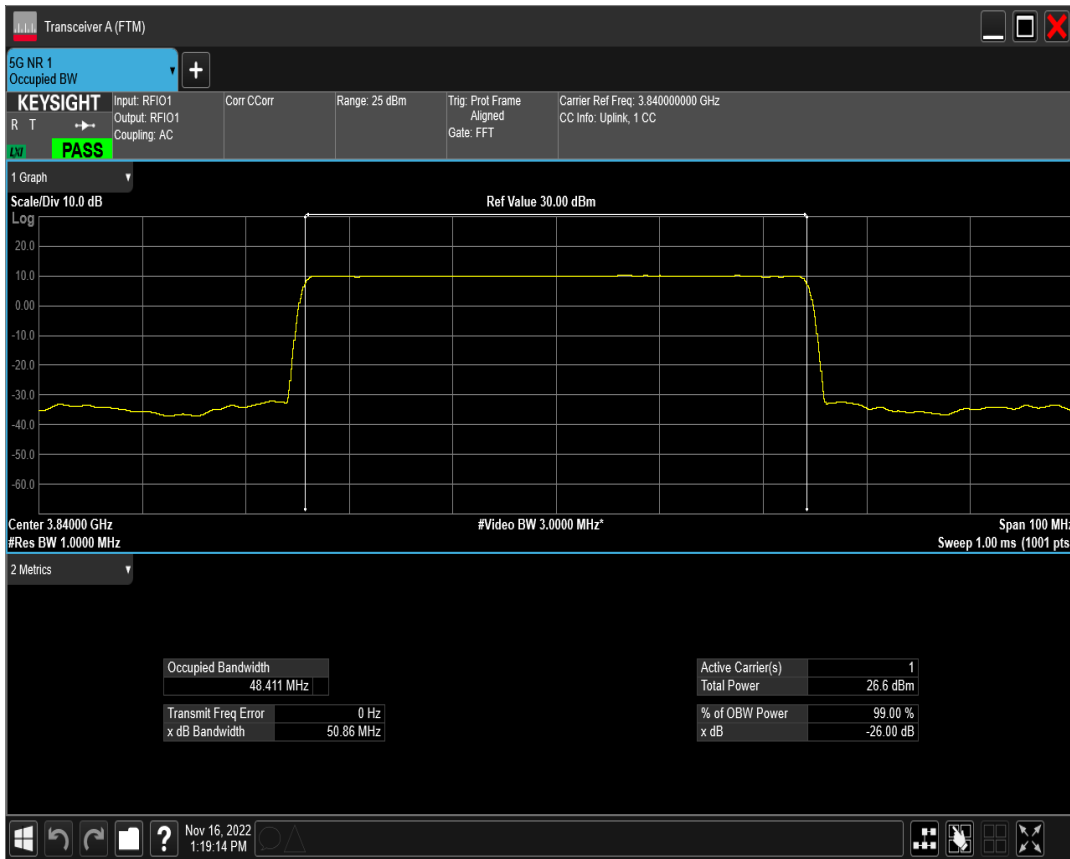 Transceiver A (FTM)
5G NR 1
Occupied BW
+
KEYSIGHT
R T
LXI
PASS
Input: RFIO1
Output: RFIO1
Coupling: AC
Corr CCorr
Range: 25 dBm
Trig: Prot Frame
Aligned
Gate: FFT
Carrier Ref Freq: 3.840000000 GHz
CC Info: Uplink, 1 CC
1 Graph
Scale/Div 10.0 dB
Ref Value 30.00 dBm
Log
20.0
10.0
0.00
-10.0
-20.0
-30.0
-40.0
-50.0
-60.0
Center 3.84000 GHz
#Video BW 3.0000 MHz*
Span 100 MHz
#Res BW 1.0000 MHz
Sweep 1.00 ms (1001 pts
2 Metrics
Occupied Bandwidth
48.411 MHz
Transmit Freq Error 0 Hz
x dB Bandwidth 50.86 MHz
Active Carrier(s) 1
Total Power 26.6 dBm
% of OBW Power 99.00 %
x dB -26.00 dB
?
Nov 16, 2022
1:19:14 PM